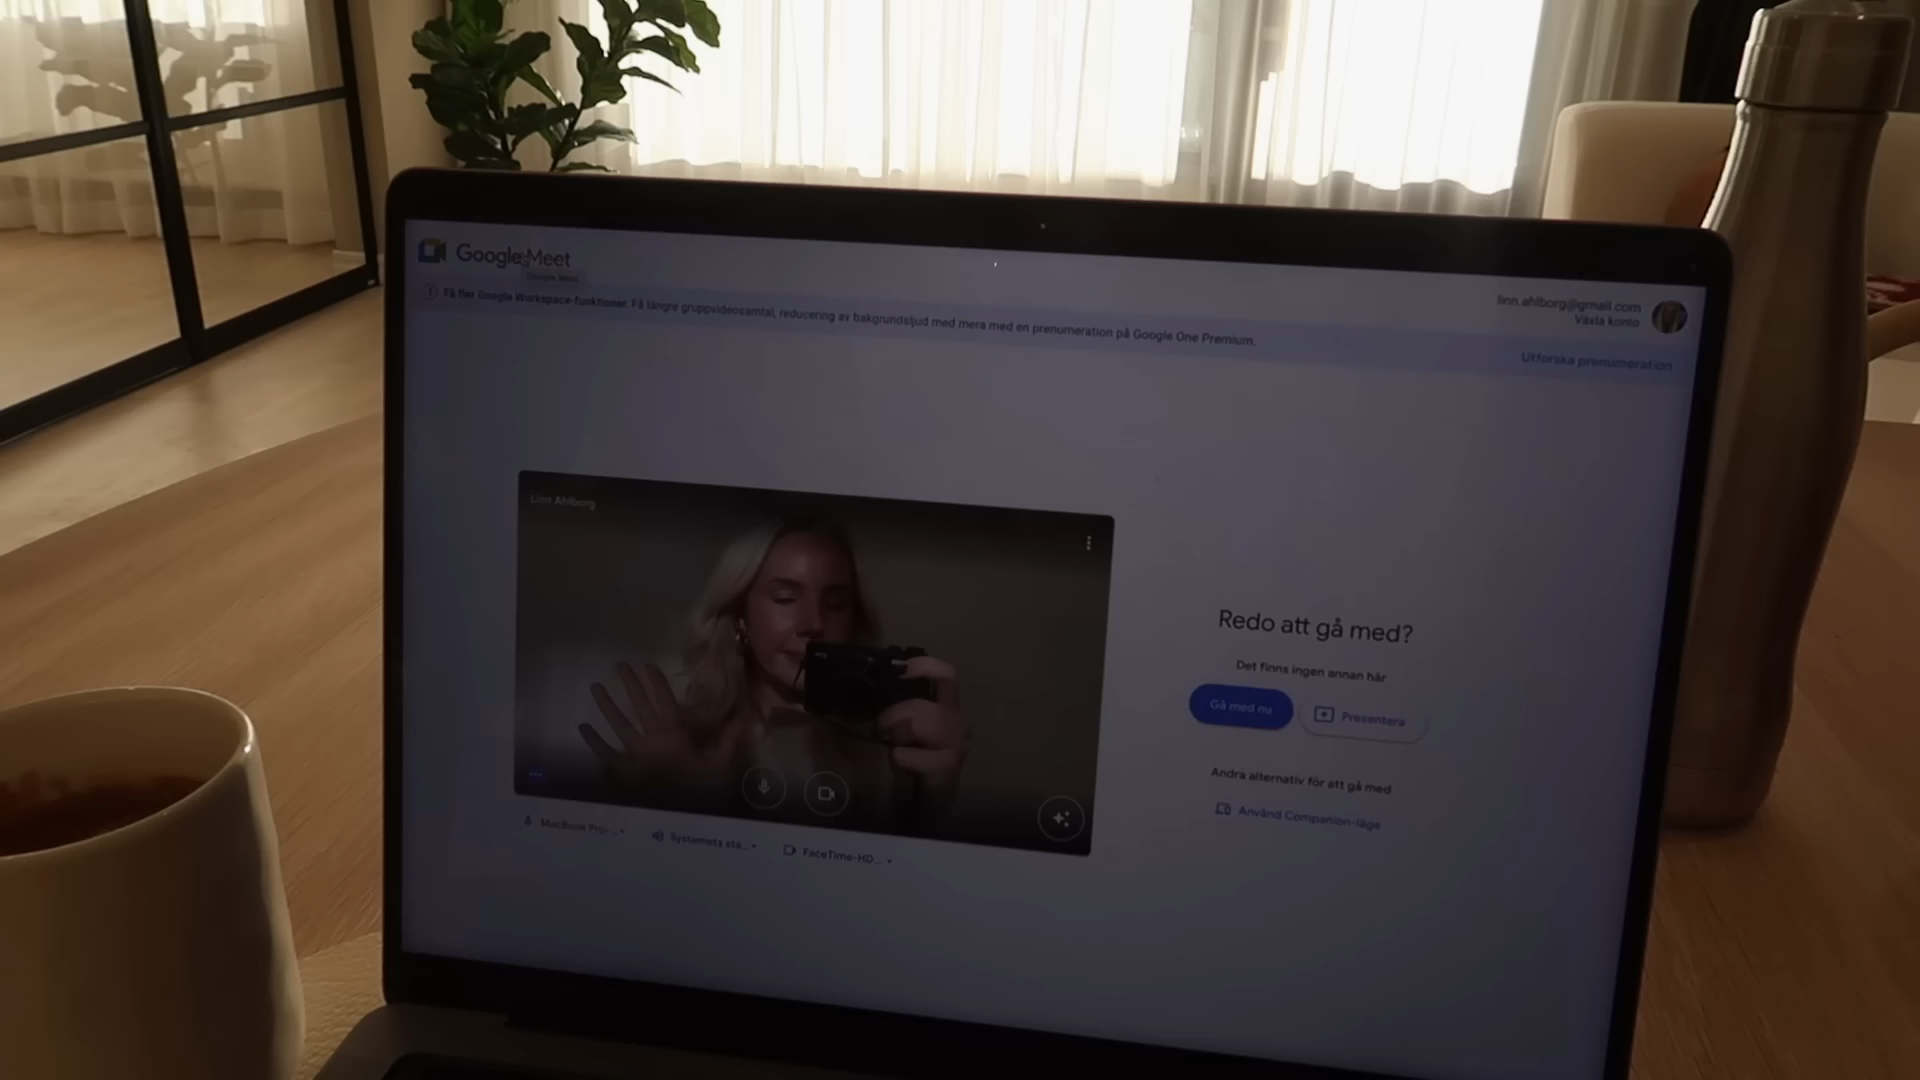 Google Meet
Google Meet
linn.ahlborg@gmail.com
Växla konto
Få fler Google Workspace-funktioner. Få längre gruppvideosamtal, reducering av bakgrundsljud med mera med en prenumeration på Google One Premium.
Utforska prenumeration
Linn Ahlborg
Redo att gå med?
Det finns ingen annan här
Gå med nu
Presentera
Andra alternativ för att gå med
Använd Companion-läge
MacBook Pro-...
Systemets sta...
FaceTime-HD...